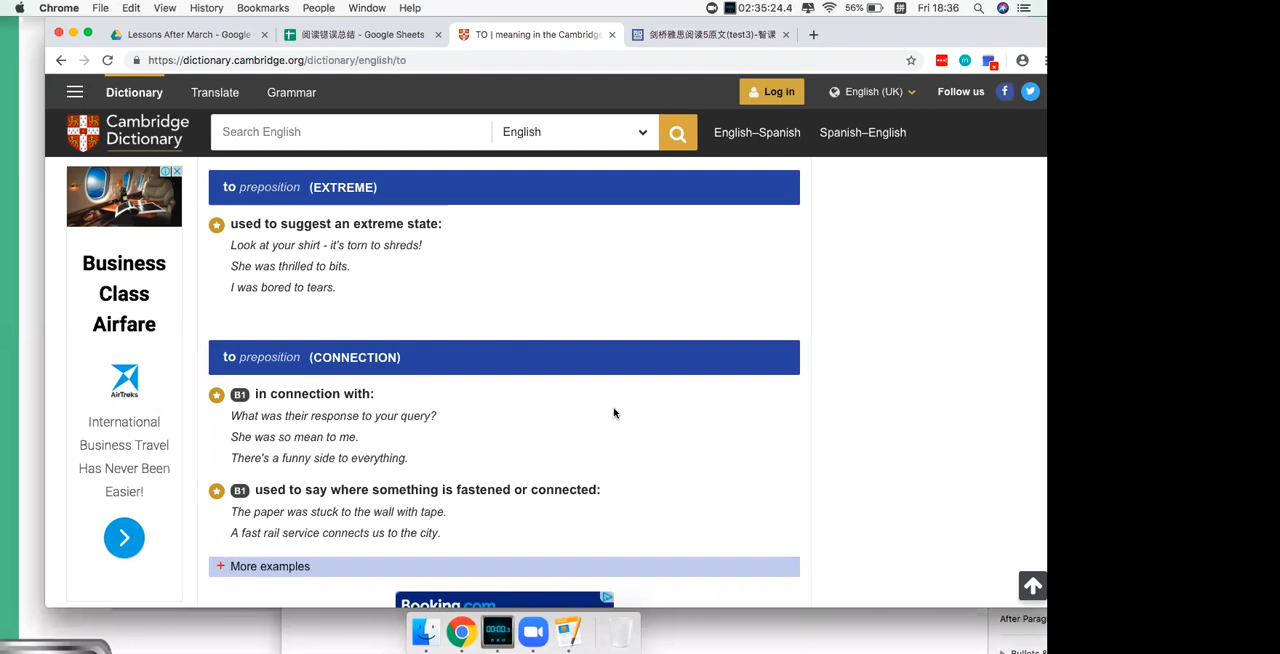 Chrome File Edit View History Bookmarks People Window Help 02:35:24.4 56% 拼 Fri 18:36
Lessons After March - Google 阅读错误总结 - Google Sheets TO | meaning in the Cambridge 剑桥雅思阅读5原文(test3)-智课
https://dictionary.cambridge.org/dictionary/english/to
Dictionary Translate Grammar Log in English (UK) Follow us
Cambridge Dictionary
Search English English English–Spanish Spanish–English
to preposition (EXTREME)
used to suggest an extreme state:
Look at your shirt - it's torn to shreds!
She was thrilled to bits.
I was bored to tears.
to preposition (CONNECTION)
B1 in connection with:
What was their response to your query?
She was so mean to me.
There's a funny side to everything.
B1 used to say where something is fastened or connected:
The paper was stuck to the wall with tape.
A fast rail service connects us to the city.
+ More examples
Booking.com
Business
Class
Airfare
AirTreks
International
Business Travel
Has Never Been
Easier!
After Parag